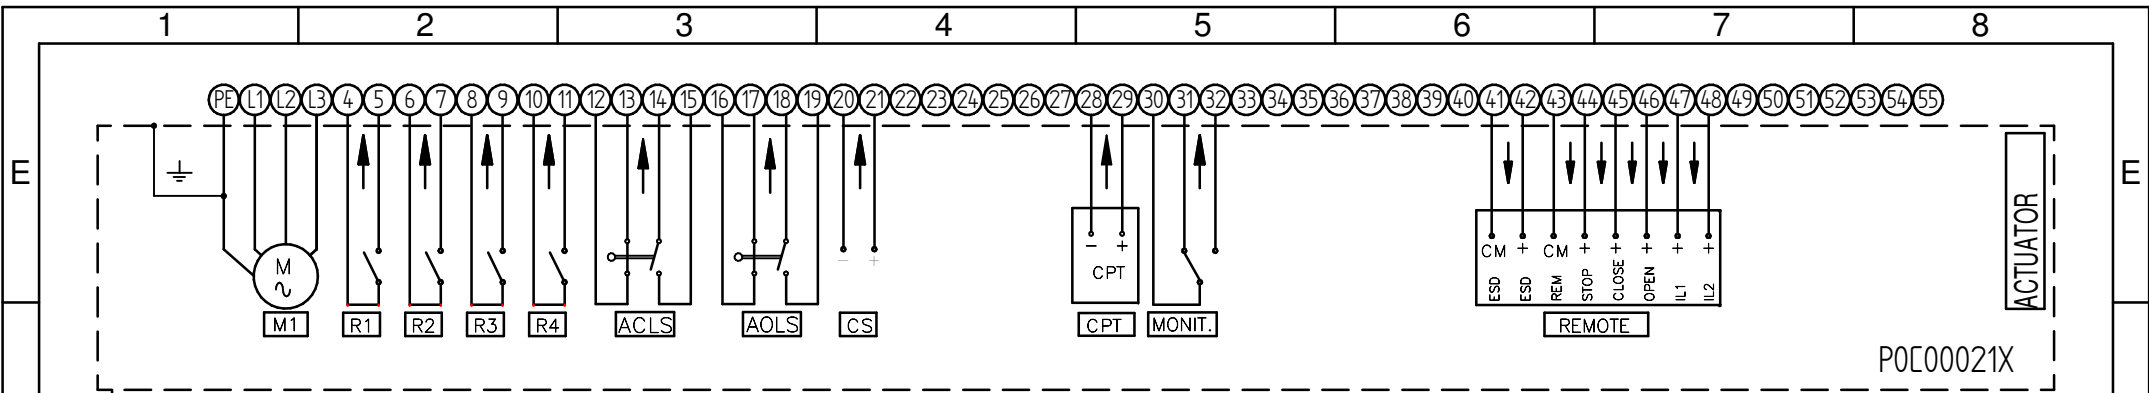 1 2 3 4 5 6 7 8
PE L1 L2 L3 4 5 6 7 8 9 10 11 12 13 14 15 16 17 18 19 20 21 22 23 24 25 26 27 28 29 30 31 32 33 34 35 36 37 38 39 40 41 42 43 44 45 46 47 48 49 50 51 52 53 54 55
E E
ACTUATOR
- +
CM + CM + + + + +
M
∿
- +
CPT
ESD ESD REM STOP CLOSE OPEN IL1 IL2
M1 R1 R2 R3 R4 ACLS AOLS CS CPT MONIT. REMOTE
P0C00021X